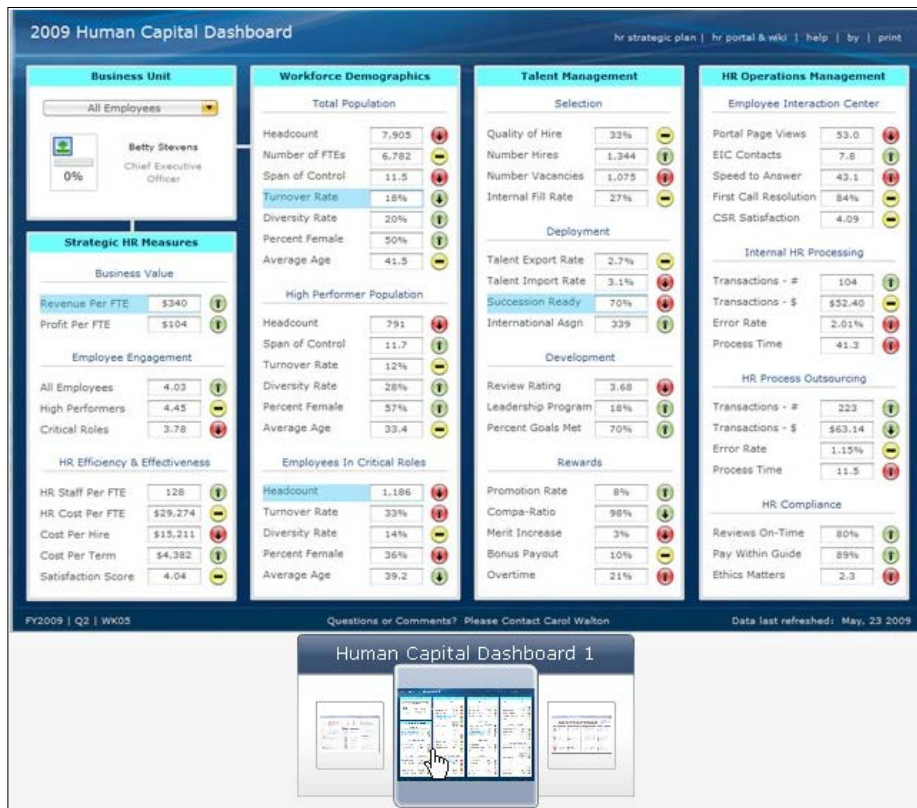 2009 Human Capital Dashboard
hr strategic plan | hr portal & wiki | help | by | print
Business Unit
All Employees
0%
Betty Stevens
Chief Executive
Officer
Strategic HR Measures
Business Value
Revenue Per FTE $340
Profit Per FTE $104
Employee Engagement
All Employees 4.03
High Performers 4.45
Critical Roles 3.78
HR Efficiency & Effectiveness
HR Staff Per FTE 128
HR Cost Per FTE $29,274
Cost Per Hire $15,211
Cost Per Term $4,382
Satisfaction Score 4.04
Workforce Demographics
Total Population
Headcount 7,905
Number of FTEs 6,782
Span of Control 11.5
Turnover Rate 18%
Diversity Rate 20%
Percent Female 50%
Average Age 41.5
High Performer Population
Headcount 791
Span of Control 11.7
Turnover Rate 12%
Diversity Rate 28%
Percent Female 57%
Average Age 33.4
Employees In Critical Roles
Headcount 1,186
Turnover Rate 33%
Diversity Rate 14%
Percent Female 36%
Average Age 39.2
Talent Management
Selection
Quality of Hire 33%
Number Hires 1,344
Number Vacancies 1,075
Internal Fill Rate 27%
Deployment
Talent Export Rate 2.7%
Talent Import Rate 3.1%
Succession Ready 70%
International Asgn 339
Development
Review Rating 3.68
Leadership Program 18%
Percent Goals Met 70%
Rewards
Promotion Rate 8%
Compa-Ratio 98%
Merit Increase 3%
Bonus Payout 10%
Overtime 21%
HR Operations Management
Employee Interaction Center
Portal Page Views 53.0
EIC Contacts 7.8
Speed to Answer 43.1
First Call Resolution 84%
CSR Satisfaction 4.09
Internal HR Processing
Transactions - # 104
Transactions - $ $52.40
Error Rate 2.01%
Process Time 41.3
HR Process Outsourcing
Transactions - # 223
Transactions - $ $63.14
Error Rate 1.15%
Process Time 11.5
HR Compliance
Reviews On-Time 80%
Pay Within Guide 89%
Ethics Matters 2.3
FY2009 | Q2 | WK05
Questions or Comments? Please Contact Carol Walton
Data last refreshed: May, 23 2009
Human Capital Dashboard 1